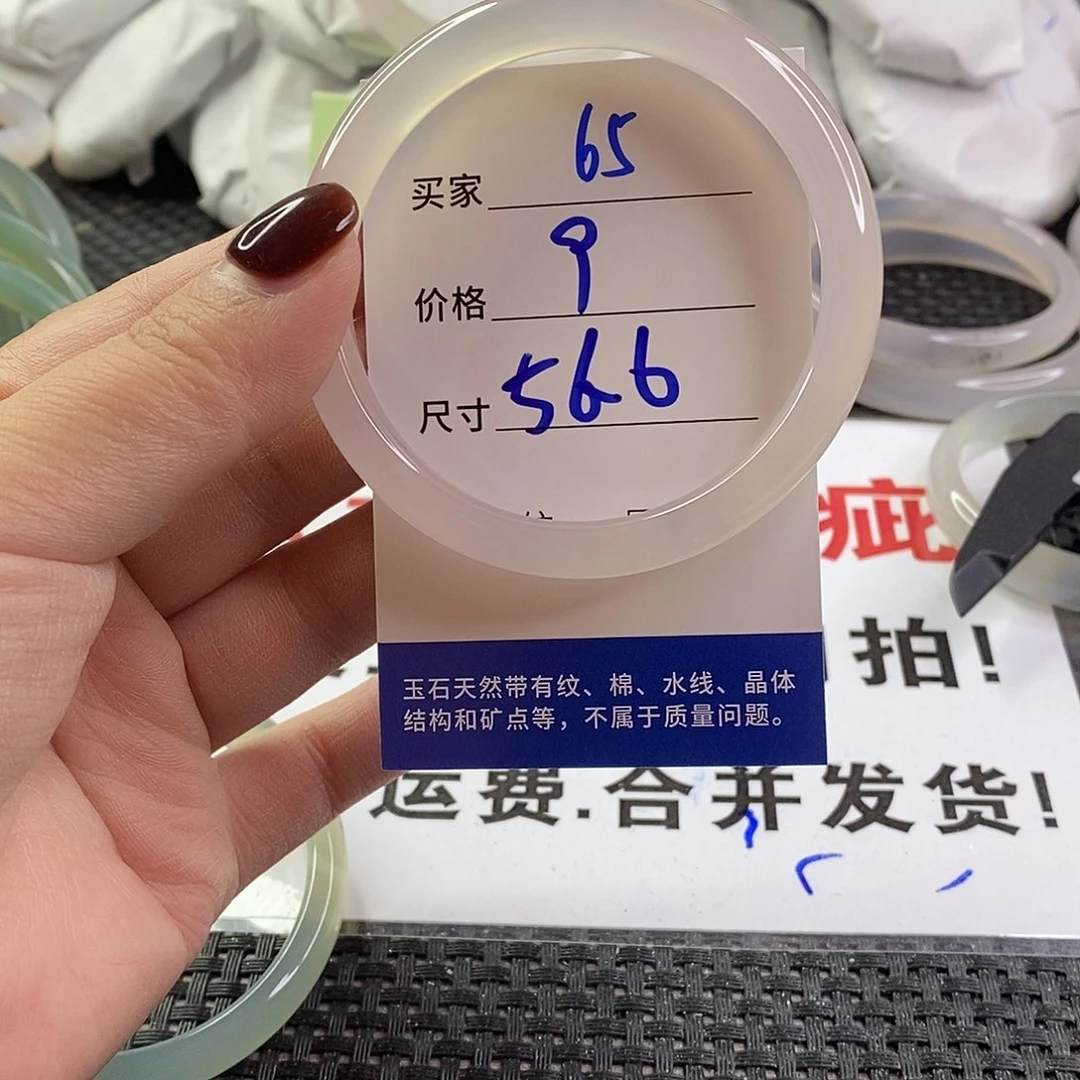 买家 65
价格 9
尺寸 566
玉石天然带有纹、棉、水线、晶体
结构和矿点等，不属于质量问题。
疵
拍！
运费.合并发货！